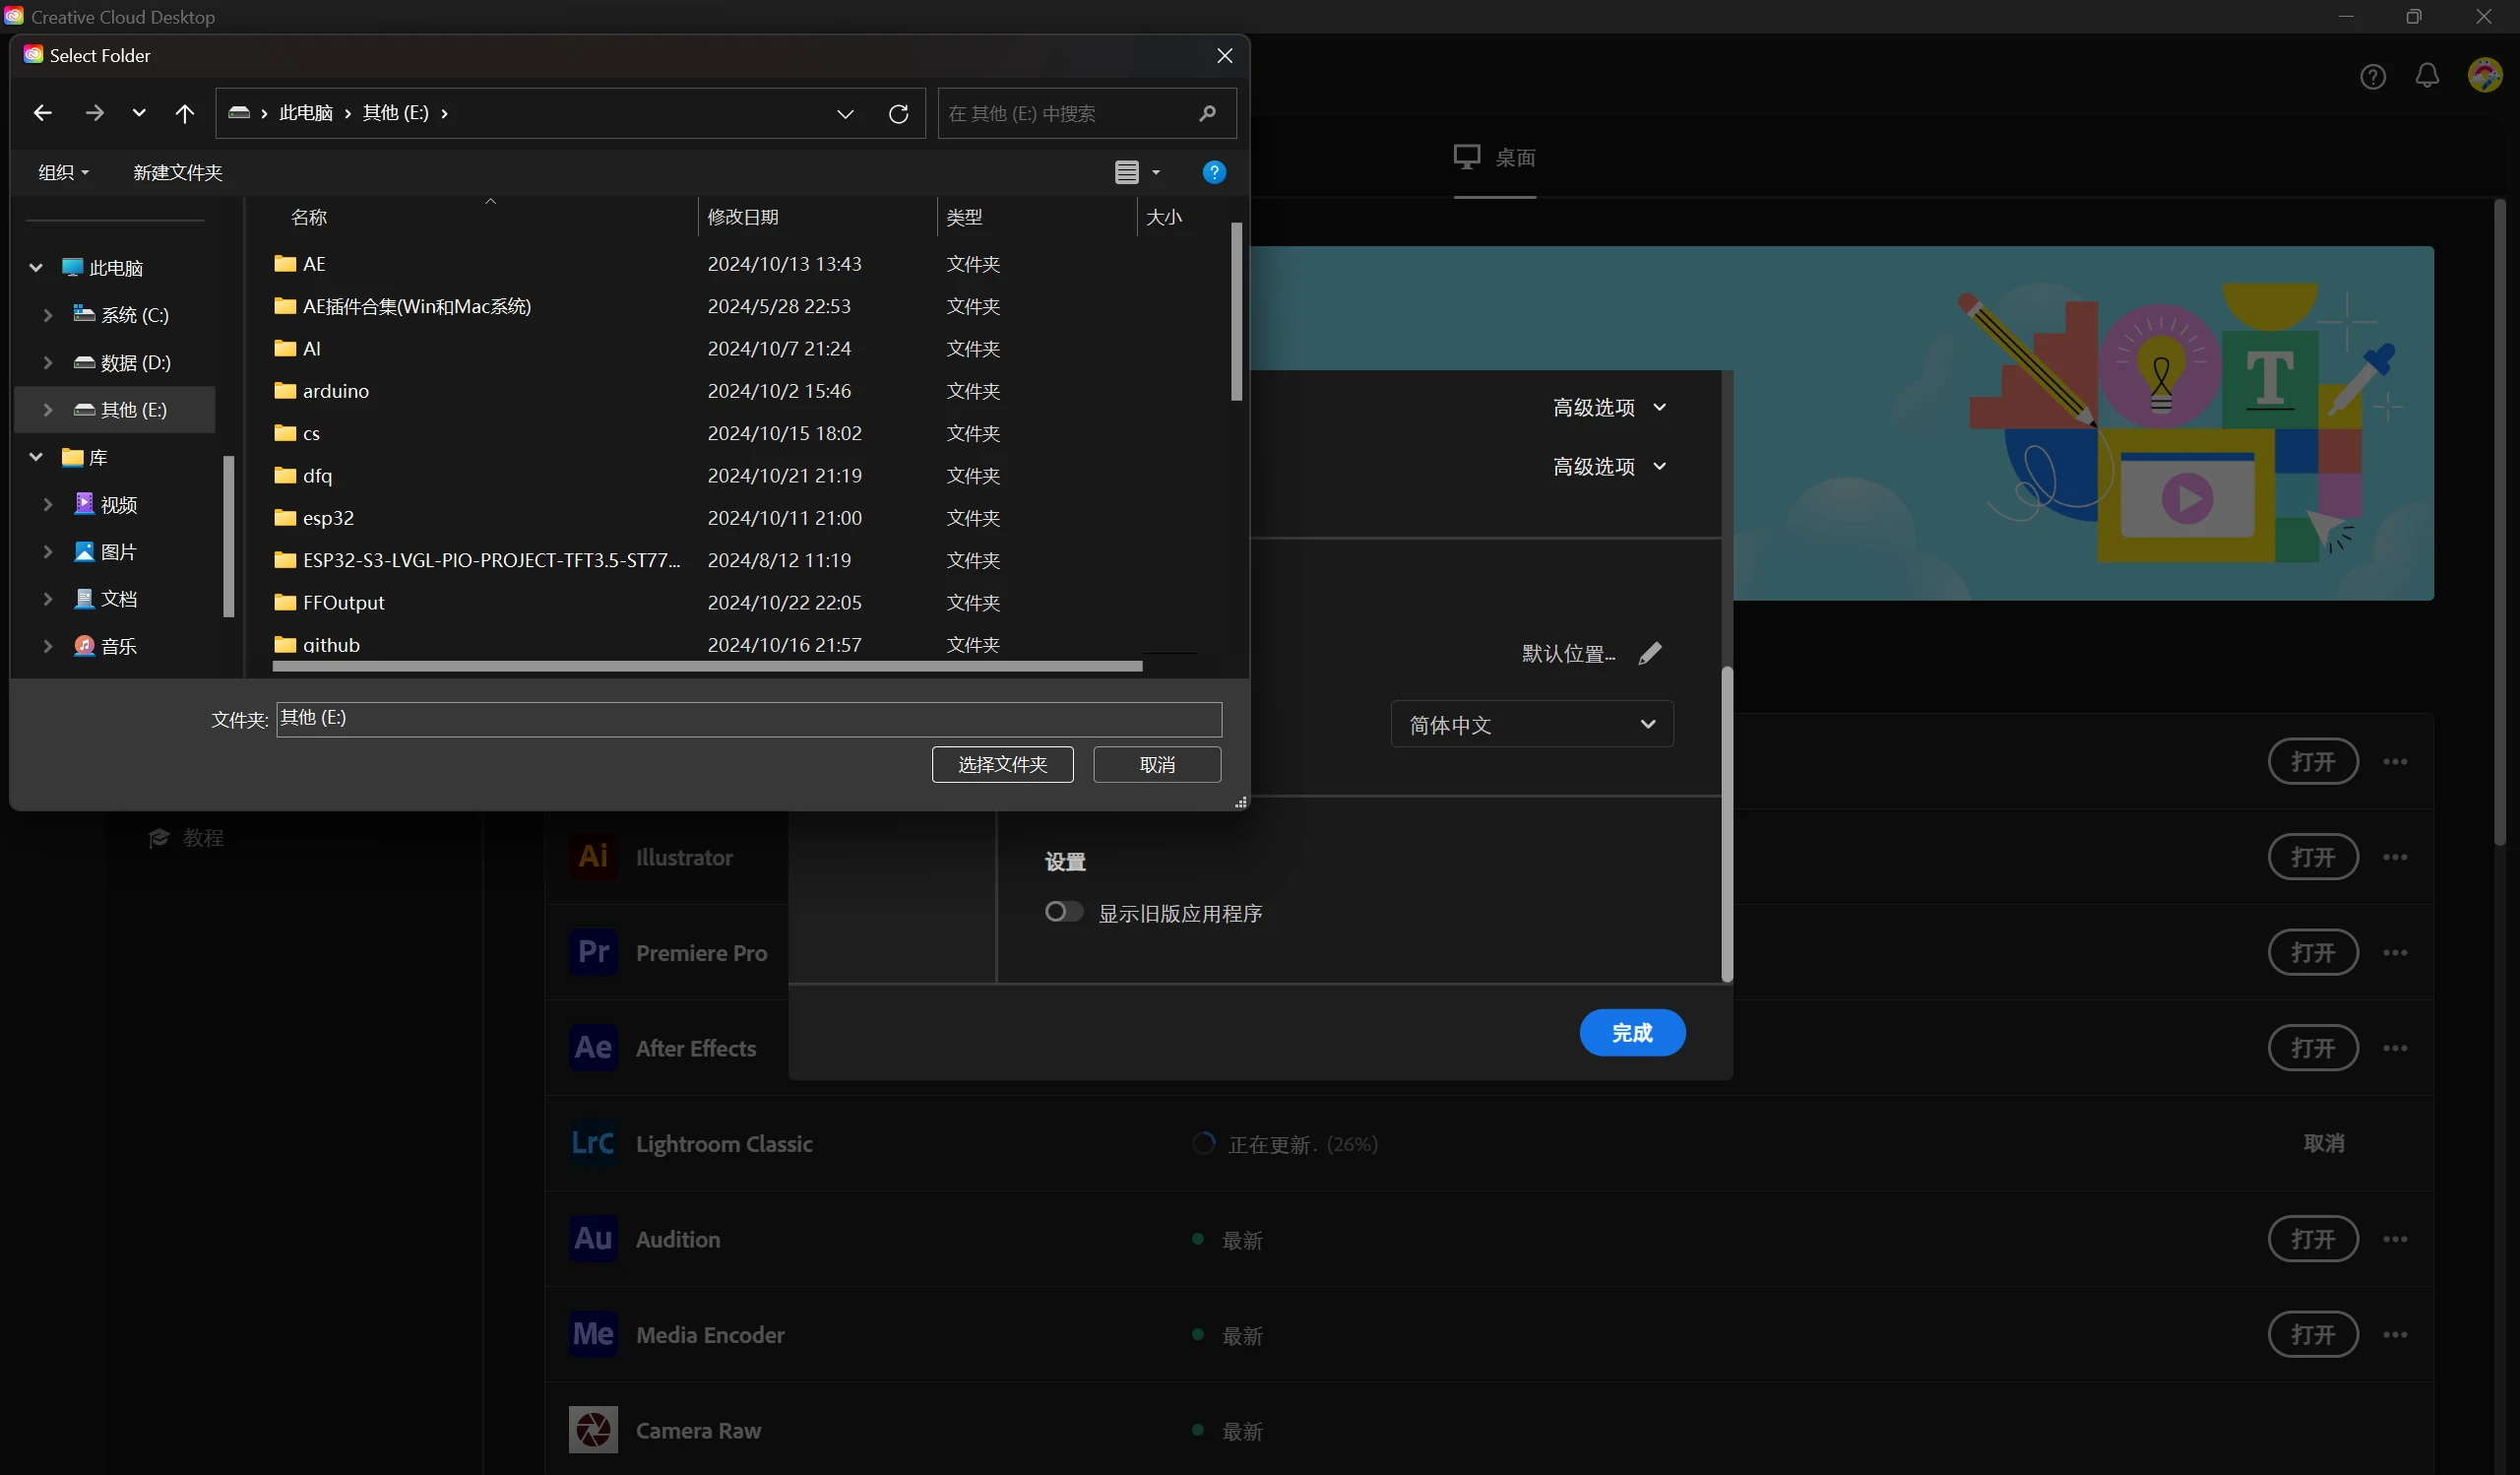 Creative Cloud Desktop
Select Folder
此电脑 其他 (E:)
在 其他 (E:) 中搜索
组织
新建文件夹
桌面
名称 修改日期 类型 大小
此电脑
系统 (C:)
数据 (D:)
其他 (E:)
库
视频
图片
文档
音乐
AE 2024/10/13 13:43 文件夹
AE插件合集(Win和Mac系统) 2024/5/28 22:53 文件夹
AI 2024/10/7 21:24 文件夹
arduino 2024/10/2 15:46 文件夹
cs 2024/10/15 18:02 文件夹
dfq 2024/10/21 21:19 文件夹
esp32 2024/10/11 21:00 文件夹
ESP32-S3-LVGL-PIO-PROJECT-TFT3.5-ST77... 2024/8/12 11:19 文件夹
FFOutput 2024/10/22 22:05 文件夹
github 2024/10/16 21:57 文件夹
文件夹: 其他 (E:)
选择文件夹 取消
高级选项
高级选项
T
默认位置...
简体中文
设置
显示旧版应用程序
完成
教程
打开
Ai Illustrator 打开
Pr Premiere Pro 打开
Ae After Effects 打开
LrC Lightroom Classic 正在更新. (26%) 取消
Au Audition 最新 打开
Me Media Encoder 最新 打开
Camera Raw 最新